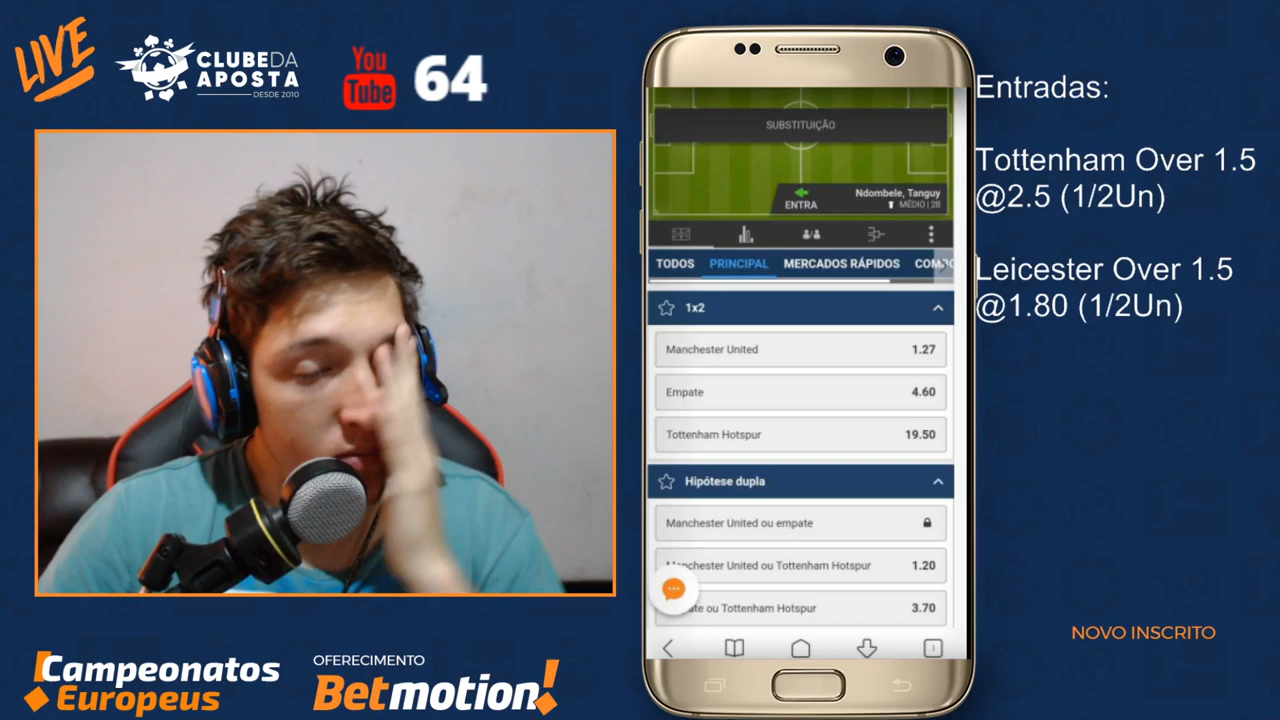 LIVE
CLUBEDA
APOSTA
DESDE 2010
You
Tube
64
SUBSTITUIÇÃO
ENTRA
Ndombele, Tanguy
MÉDIO | 28
TODOS
PRINCIPAL
MERCADOS RÁPIDOS
1x2
Manchester United 1.27
Empate 4.60
Tottenham Hotspur 19.50
Hipótese dupla
Manchester United ou empate
Manchester United ou Tottenham Hotspur 1.20
ou Tottenham Hotspur 3.70
1
Entradas:
Tottenham Over 1.5
@2.5 (1/2Un)
Leicester Over 1.5
@1.80 (1/2Un)
NOVO INSCRITO
Campeonatos
Europeus
OFERECIMENTO
Betmotion!